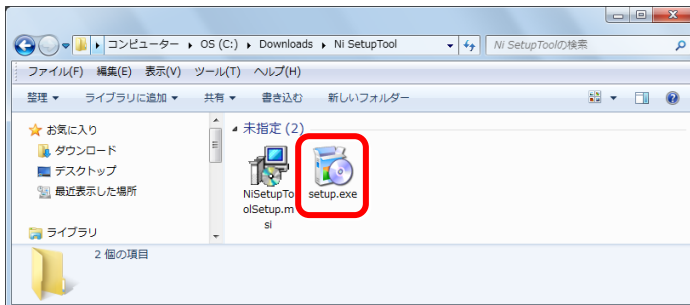 コンピューター ▸ OS (C:) ▸ Downloads ▸ Ni SetupTool
Ni SetupToolの検索
ファイル(F) 編集(E) 表示(V) ツール(T) ヘルプ(H)
整理 ライブラリに追加 共有 書き込む 新しいフォルダー
お気に入り
ダウンロード
デスクトップ
最近表示した場所
ライブラリ
未指定 (2)
NiSetupTo
olSetup.m
si
setup.exe
2 個の項目